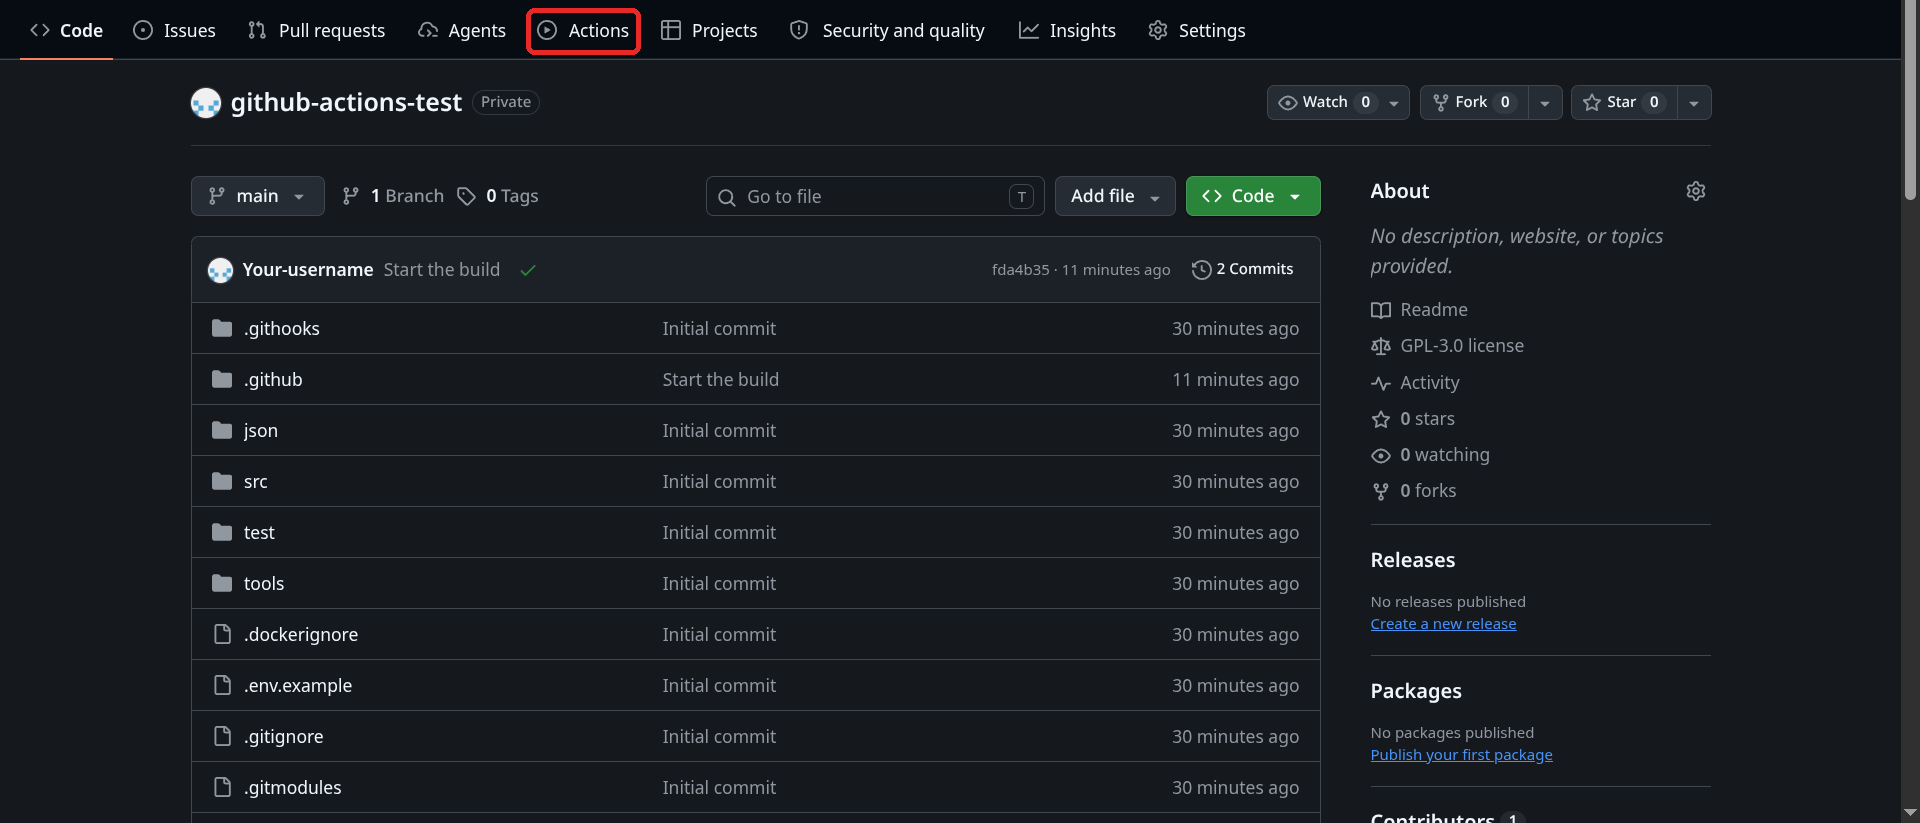 Code Issues Pull requests Agents Actions Projects Security and quality Insights Settings
github-actions-test Private
Watch 0 Fork 0 Star 0
main 1 Branch 0 Tags Go to file T Add file Code
Your-username Start the build fda4b35 · 11 minutes ago 2 Commits
.githooks Initial commit 30 minutes ago
.github Start the build 11 minutes ago
json Initial commit 30 minutes ago
src Initial commit 30 minutes ago
test Initial commit 30 minutes ago
tools Initial commit 30 minutes ago
.dockerignore Initial commit 30 minutes ago
.env.example Initial commit 30 minutes ago
.gitignore Initial commit 30 minutes ago
.gitmodules Initial commit 30 minutes ago
About
No description, website, or topics
provided.
Readme
GPL-3.0 license
Activity
0 stars
0 watching
0 forks
Releases
No releases published
Create a new release
Packages
No packages published
Publish your first package
Contributors 1